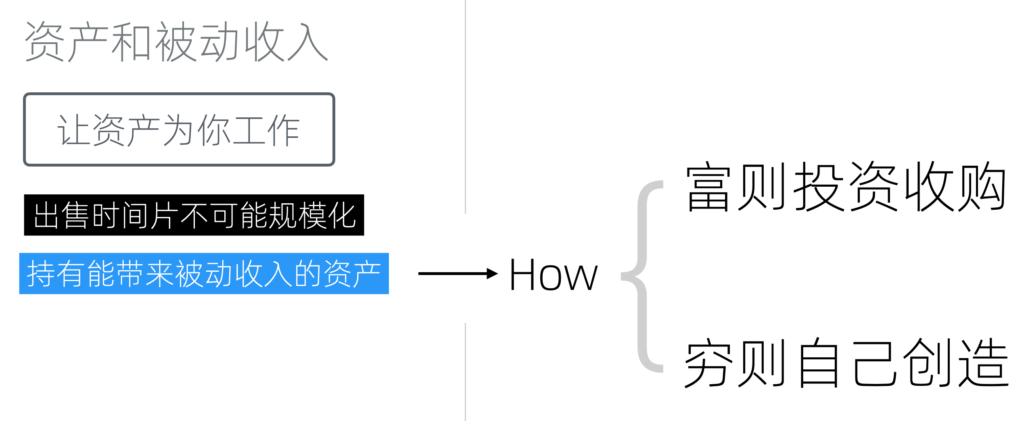 资产和被动收入
让资产为你工作
出售时间片不可能规模化
持有能带来被动收入的资产
How
富则投资收购
穷则自己创造